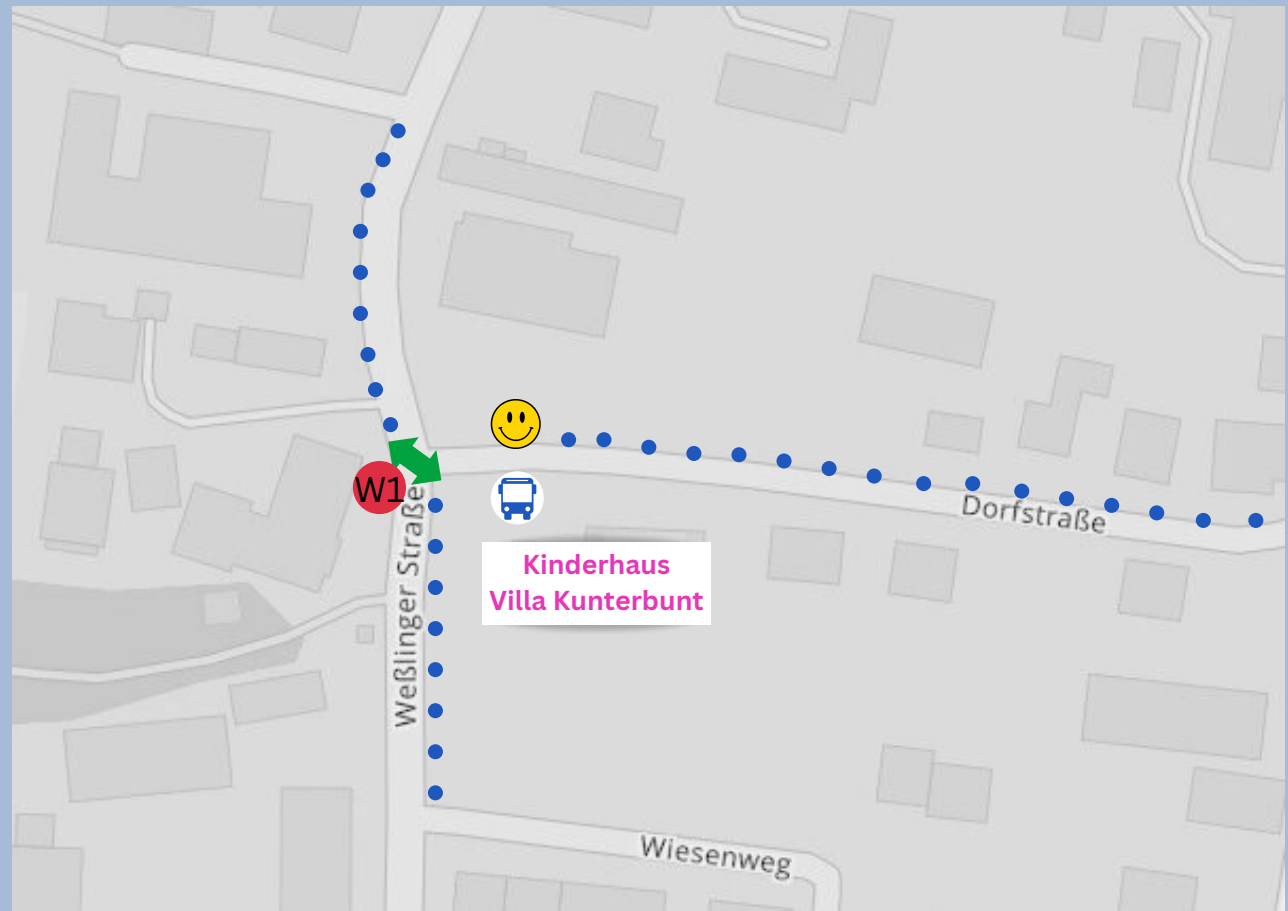 W1
Weßlinger Straße
Dorfstraße
Kinderhaus
Villa Kunterbunt
Wiesenweg